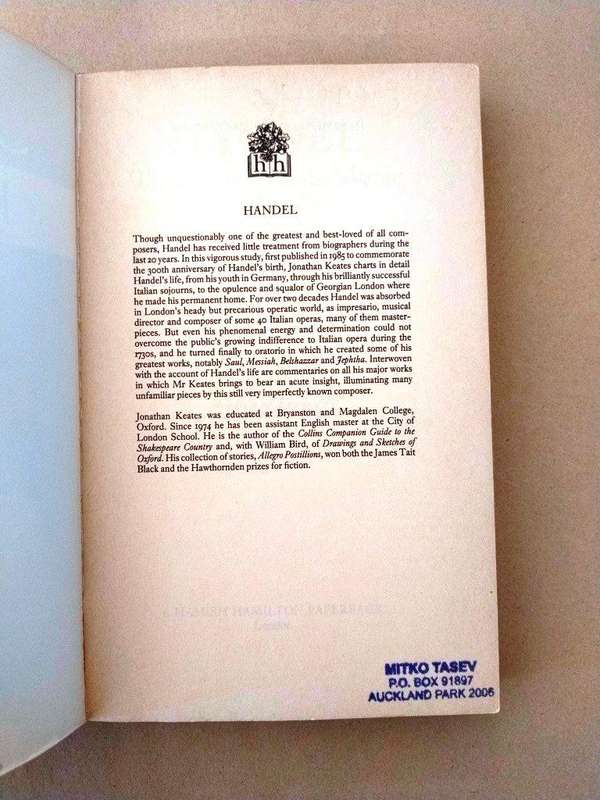 h h
HANDEL
Though unquestionably one of the greatest and best-loved of all com-
posers, Handel has received little treatment from biographers during the
last 20 years. In this vigorous study, first published in 1985 to commemorate
the 300th anniversary of Handel's birth, Jonathan Keates charts in detail
Handel's life, from his youth in Germany, through his brilliantly successful
Italian sojourns, to the opulence and squalor of Georgian London where
he made his permanent home. For over two decades Handel was absorbed
in London's heady but precarious operatic world, as impresario, musical
director and composer of some 40 Italian operas, many of them master-
pieces. But even his phenomenal energy and determination could not
overcome the public's growing indifference to Italian opera during the
1730s, and he turned finally to oratorio in which he created some of his
greatest works, notably Saul, Messiah, Belthazzar and Jephtha. Interwoven
with the account of Handel's life are commentaries on all his major works
in which Mr Keates brings to bear an acute insight, illuminating many
unfamiliar pieces by this still very imperfectly known composer.
Jonathan Keates was educated at Bryanston and Magdalen College,
Oxford. Since 1974 he has been assistant English master at the City of
London School. He is the author of the Collins Companion Guide to the
Shakespeare Country and, with William Bird, of Drawings and Sketches of
Oxford. His collection of stories, Allegro Postillions, won both the James Tait
Black and the Hawthornden prizes for fiction.
HAMILTON PAPERBACK
London
MITKO TASEV
P.O. BOX 91897
AUCKLAND PARK 2006